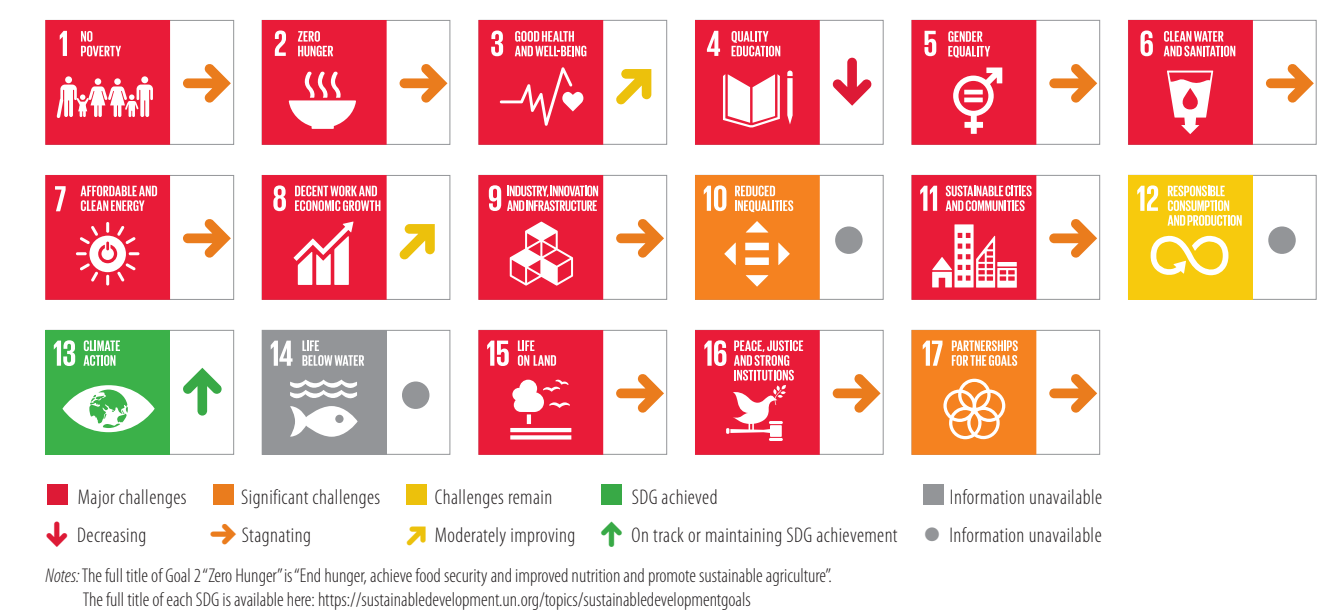 1 NO
POVERTY
2 ZERO
HUNGER
3 GOOD HEALTH
AND WELL-BEING
4 QUALITY
EDUCATION
5 GENDER
EQUALITY
6 CLEAN WATER
AND SANITATION
7 AFFORDABLE AND
CLEAN ENERGY
8 DECENT WORK AND
ECONOMIC GROWTH
9 INDUSTRY, INNOVATION
AND INFRASTRUCTURE
10 REDUCED
INEQUALITIES
11 SUSTAINABLE CITIES
AND COMMUNITIES
12 RESPONSIBLE
CONSUMPTION
AND PRODUCTION
13 CLIMATE
ACTION
14 LIFE
BELOW WATER
15 LIFE
ON LAND
16 PEACE, JUSTICE
AND STRONG
INSTITUTIONS
17 PARTNERSHIPS
FOR THE GOALS
Major challenges Significant challenges Challenges remain SDG achieved Information unavailable
Decreasing Stagnating Moderately improving On track or maintaining SDG achievement Information unavailable
Notes: The full title of Goal 2 “Zero Hunger” is “End hunger, achieve food security and improved nutrition and promote sustainable agriculture”.
The full title of each SDG is available here: https://sustainabledevelopment.un.org/topics/sustainabledevelopmentgoals